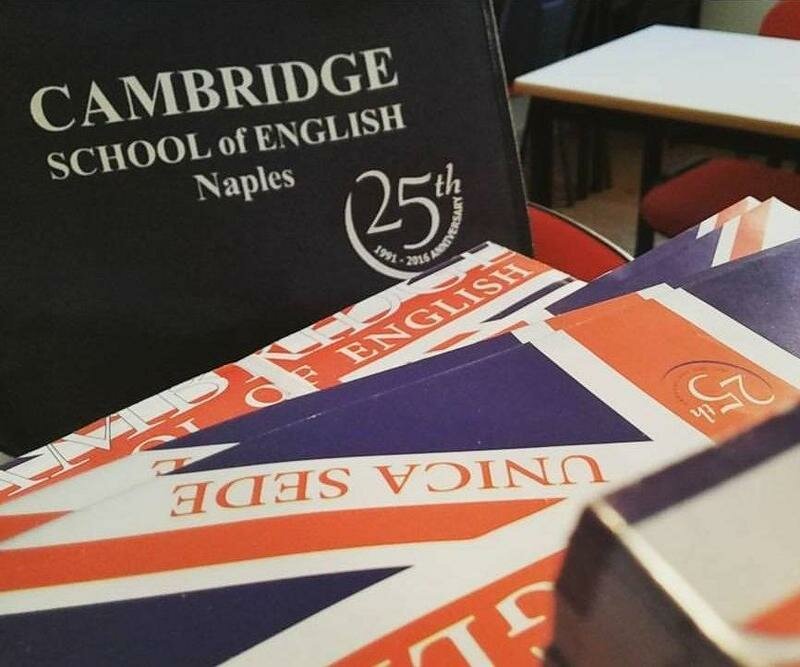 CAMBRIDGE
SCHOOL of ENGLISH
Naples
25th
1991 - 2016 ANNIVERSARY
OF ENGLISH
25th
UNICA SEDE